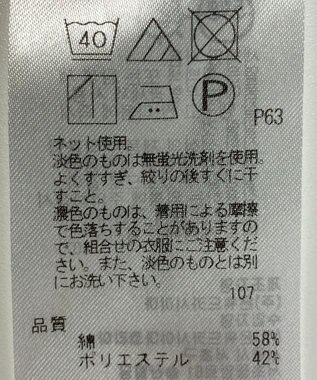 40
P
P63
ネット使用。
淡色のものは無蛍光洗剤を使用。
よくすすぎ、絞りの後すぐに干
すこと。
濃色のものは、着用による摩擦
で色落ちすることがありますの
で、組合せの衣服にご注意くだ
さい。また、淡色のものとは別
にお洗い下さい。
107
品質
綿 58%
ポリエステル 42%